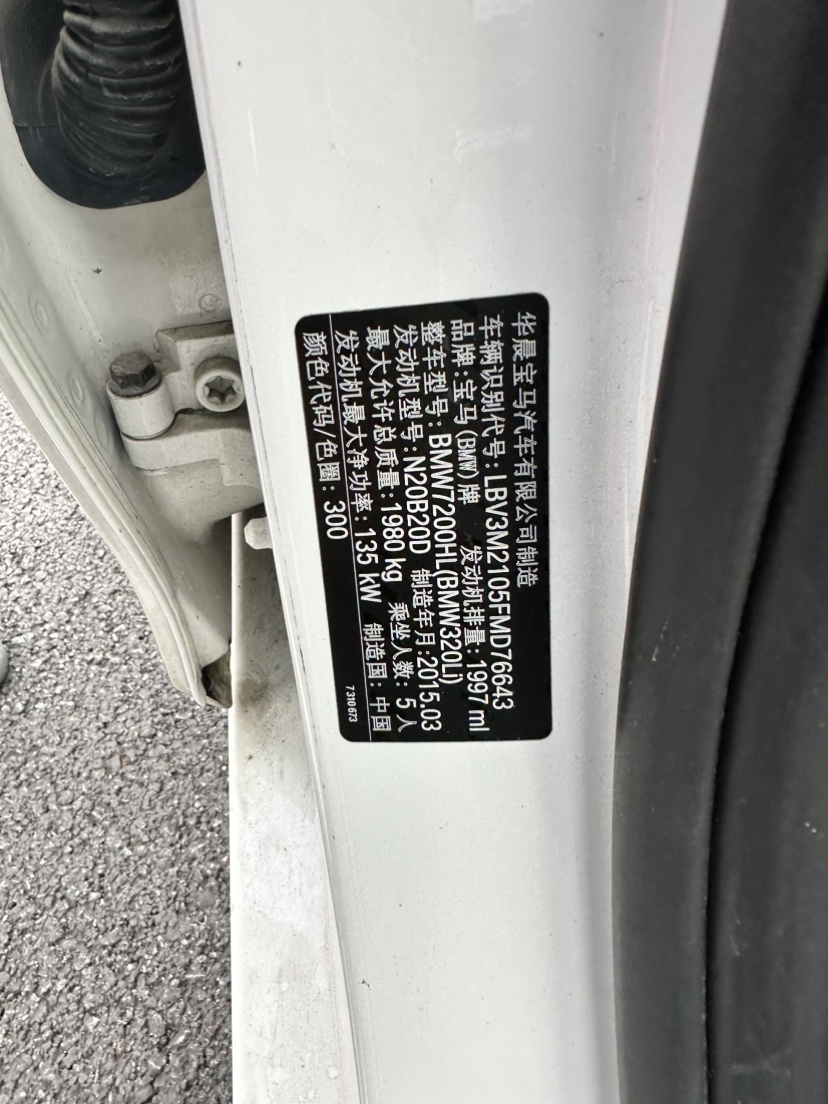 华晨宝马汽车有限公司制造
车辆识别代号：LBV3M2105FMD76643
品牌：宝马(BMW)牌 发动机排量：1997 ml
整车型号：BMW7200HL(BMW320Li)
发动机型号：N20B20D 制造年月：2015.03
最大允许总质量：1980 kg 乘坐人数：5人
发动机最大净功率：135 kW 制造国：中国
颜色代码/色圈：300
7310673